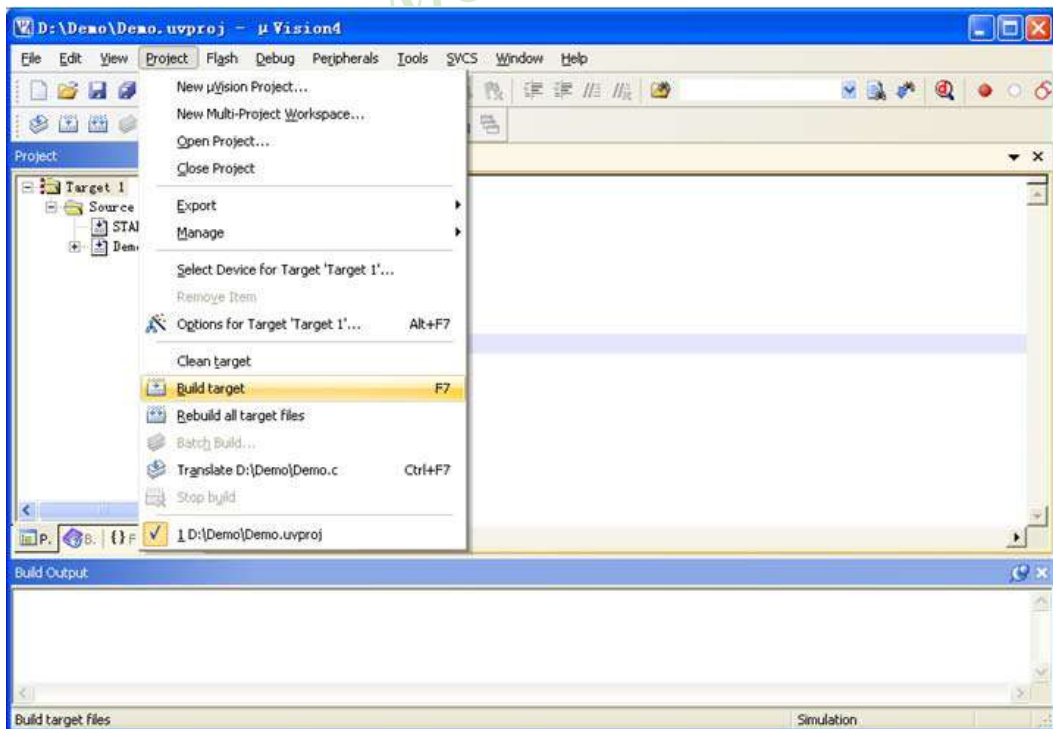 D:\Demo\Demo.uvproj - µVision4
File Edit View Project Flash Debug Peripherals Tools SVCS Window Help
New µVision Project...
New Multi-Project Workspace...
Open Project...
Close Project
Project
Target 1
Source
STA
Dem
Export
Manage
Select Device for Target 'Target 1'...
Remove Item
Options for Target 'Target 1'... Alt+F7
Clean target
Build target F7
Rebuild all target files
Batch Build...
Translate D:\Demo\Demo.c Ctrl+F7
Stop build
1 D:\Demo\Demo.uvproj
P. B. {} F
Build Output
Build target files Simulation